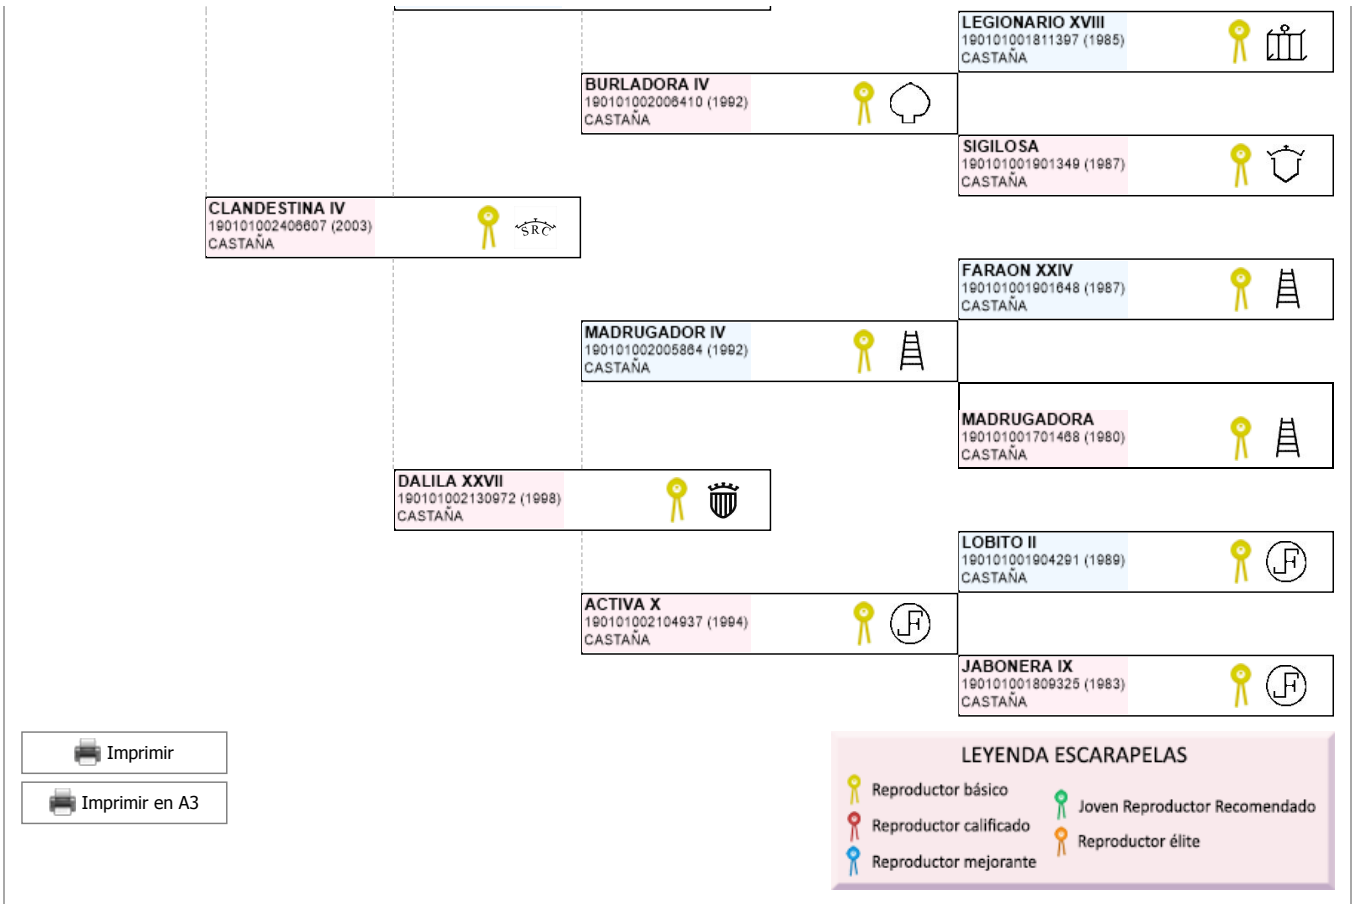 LEGIONARIO XVIII
190101001811397 (1985)
CASTAÑA
BURLADORA IV
190101002006410 (1992)
CASTAÑA
SIGILOSA
190101001901349 (1987)
CASTAÑA
CLANDESTINA IV
190101002406607 (2003)
CASTAÑA
SRC
FARAON XXIV
190101001901648 (1987)
CASTAÑA
MADRUGADOR IV
190101002005864 (1992)
CASTAÑA
MADRUGADORA
190101001701468 (1980)
CASTAÑA
DALILA XXVII
190101002130972 (1998)
CASTAÑA
LOBITO II
190101001904291 (1989)
CASTAÑA
ACTIVA X
190101002104937 (1994)
CASTAÑA
JABONERA IX
190101001809325 (1983)
CASTAÑA
Imprimir
Imprimir en A3
LEYENDA ESCARAPELAS
Reproductor básico
Reproductor calificado
Reproductor mejorante
Joven Reproductor Recomendado
Reproductor élite